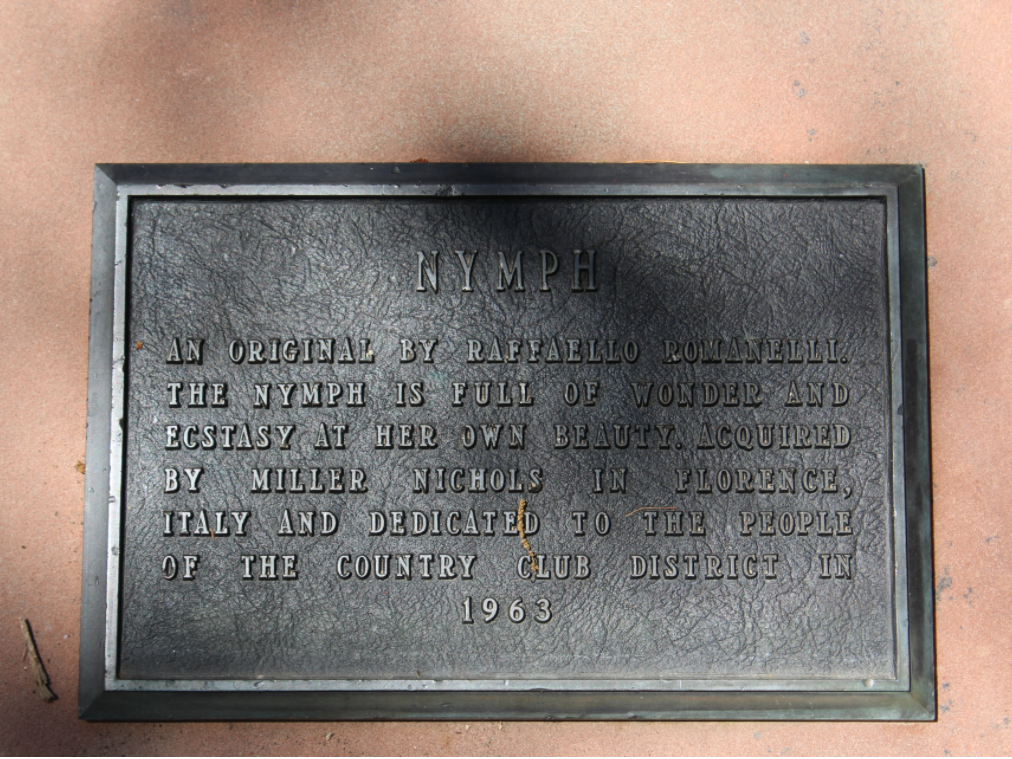 NYMPH
AN ORIGINAL BY RAFFAELLO ROMANELLI.
THE NYMPH IS FULL OF WONDER AND
ECSTASY AT HER OWN BEAUTY. ACQUIRED
BY MILLER NICHOLS IN FLORENCE,
ITALY AND DEDICATED TO THE PEOPLE
OF THE COUNTRY CLUB DISTRICT IN
1963